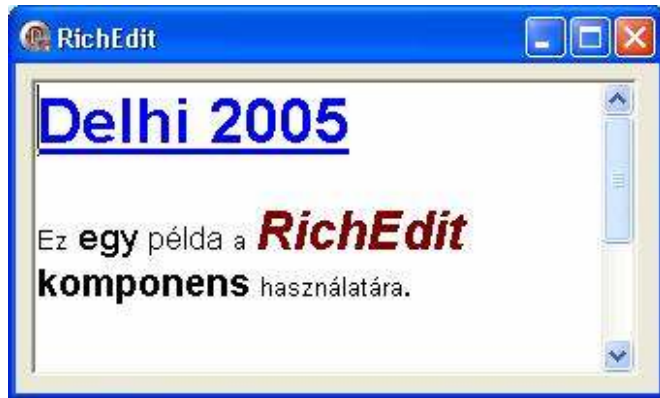 RichEdit
Delhi 2005
Ez egy példa a RichEdit
komponens használatára.